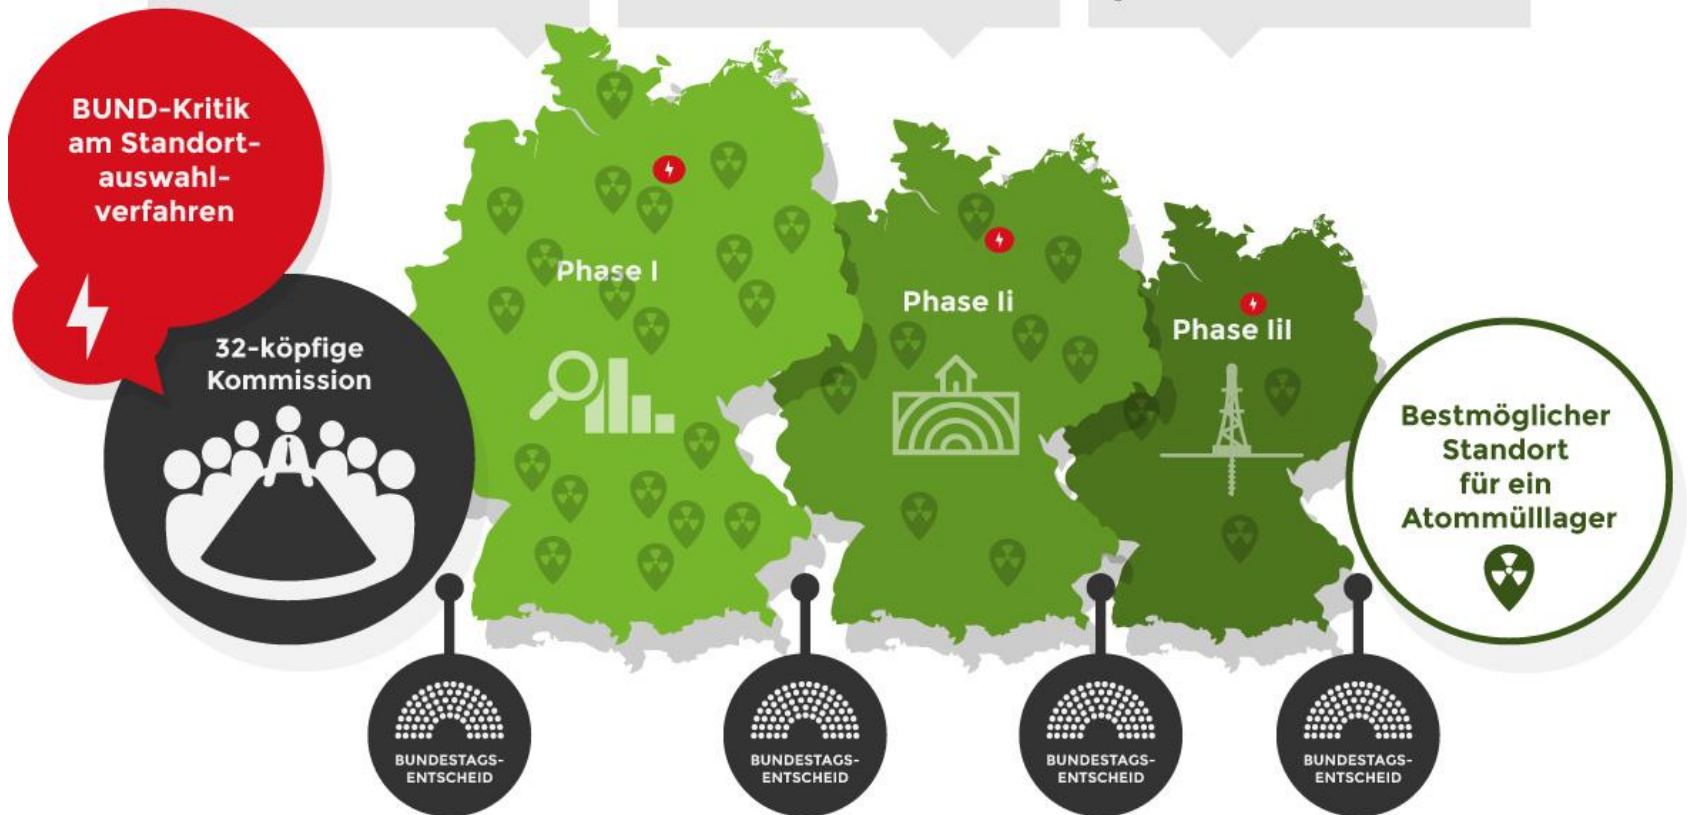 BUND-Kritik
am Standort-
auswahl-
verfahren
32-köpfige
Kommission
Phase I
Phase Ii
Phase IiI
Bestmöglicher
Standort
für ein
Atommülllager
BUNDESTAGS-
ENTSCHEID
BUNDESTAGS-
ENTSCHEID
BUNDESTAGS-
ENTSCHEID
BUNDESTAGS-
ENTSCHEID